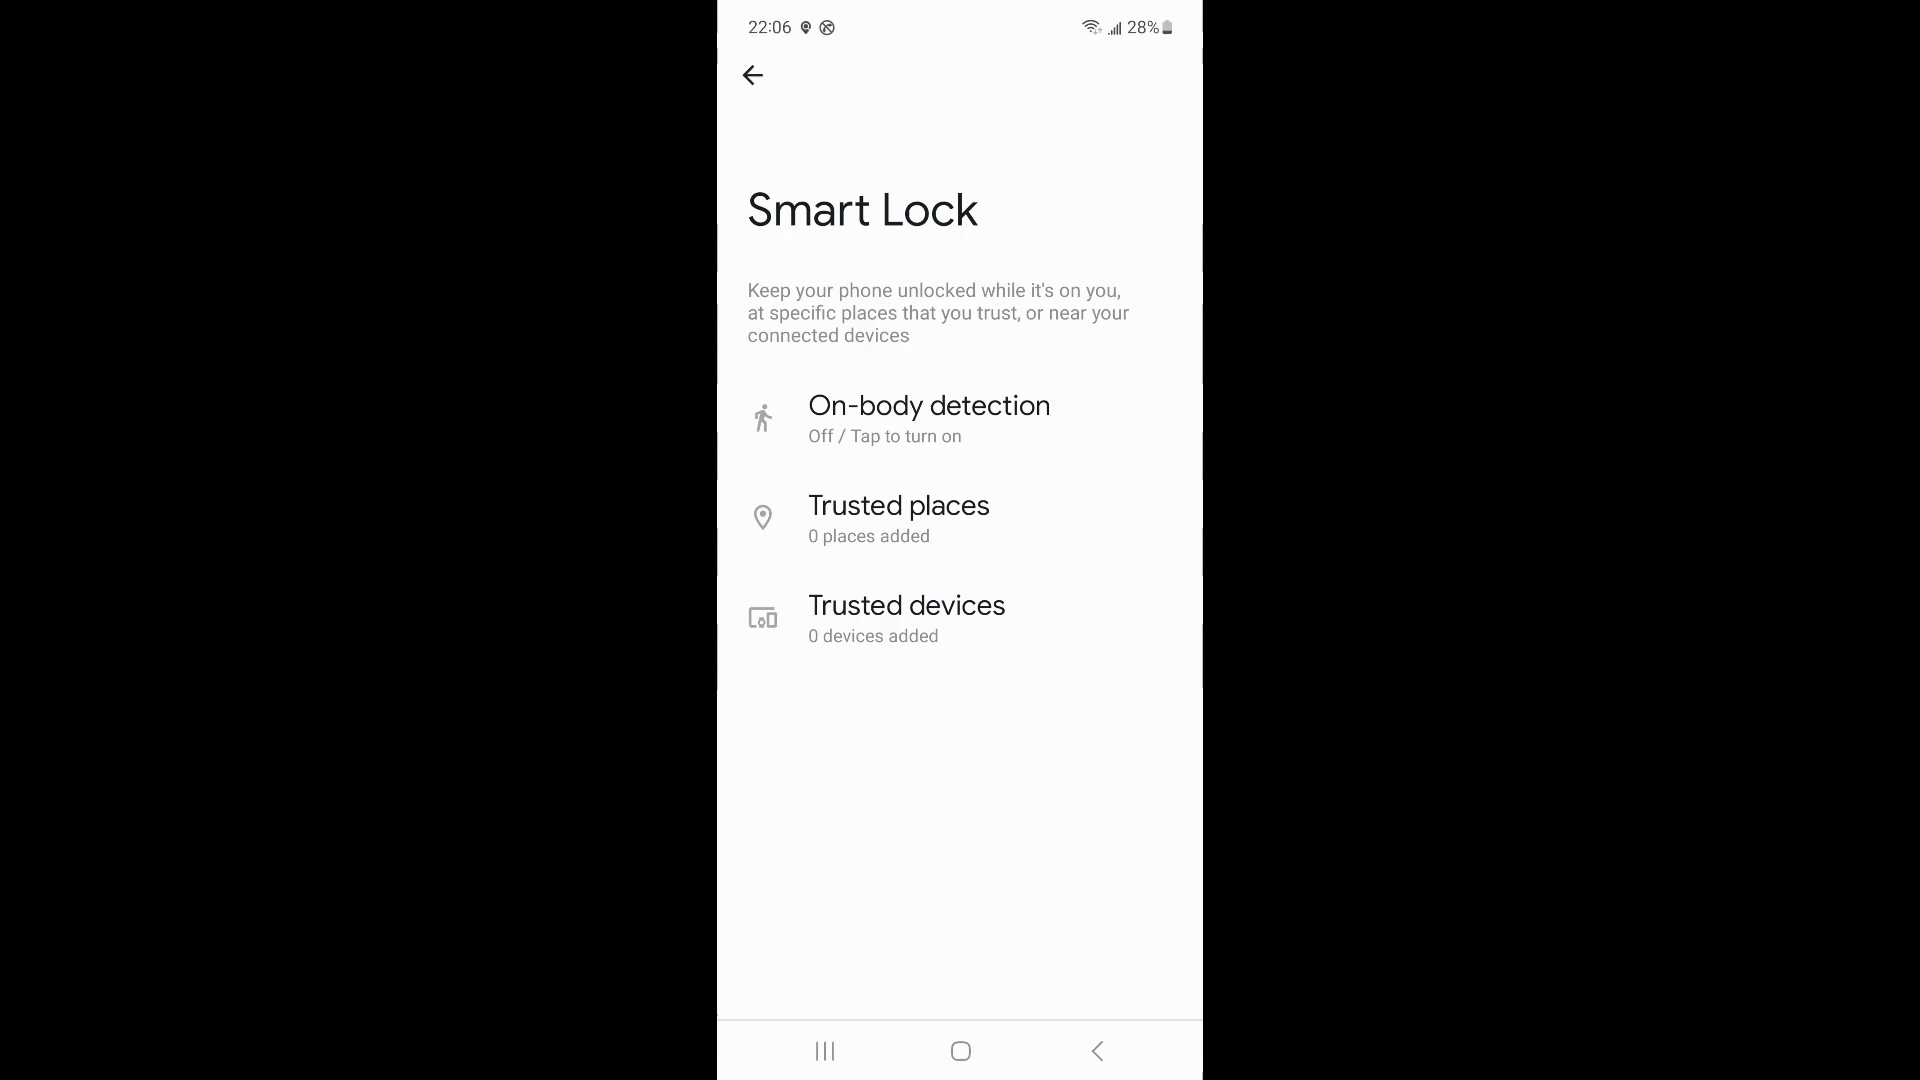 22:06 28%
Smart Lock
Keep your phone unlocked while it's on you,
at specific places that you trust, or near your
connected devices
On-body detection
Off / Tap to turn on
Trusted places
0 places added
Trusted devices
0 devices added